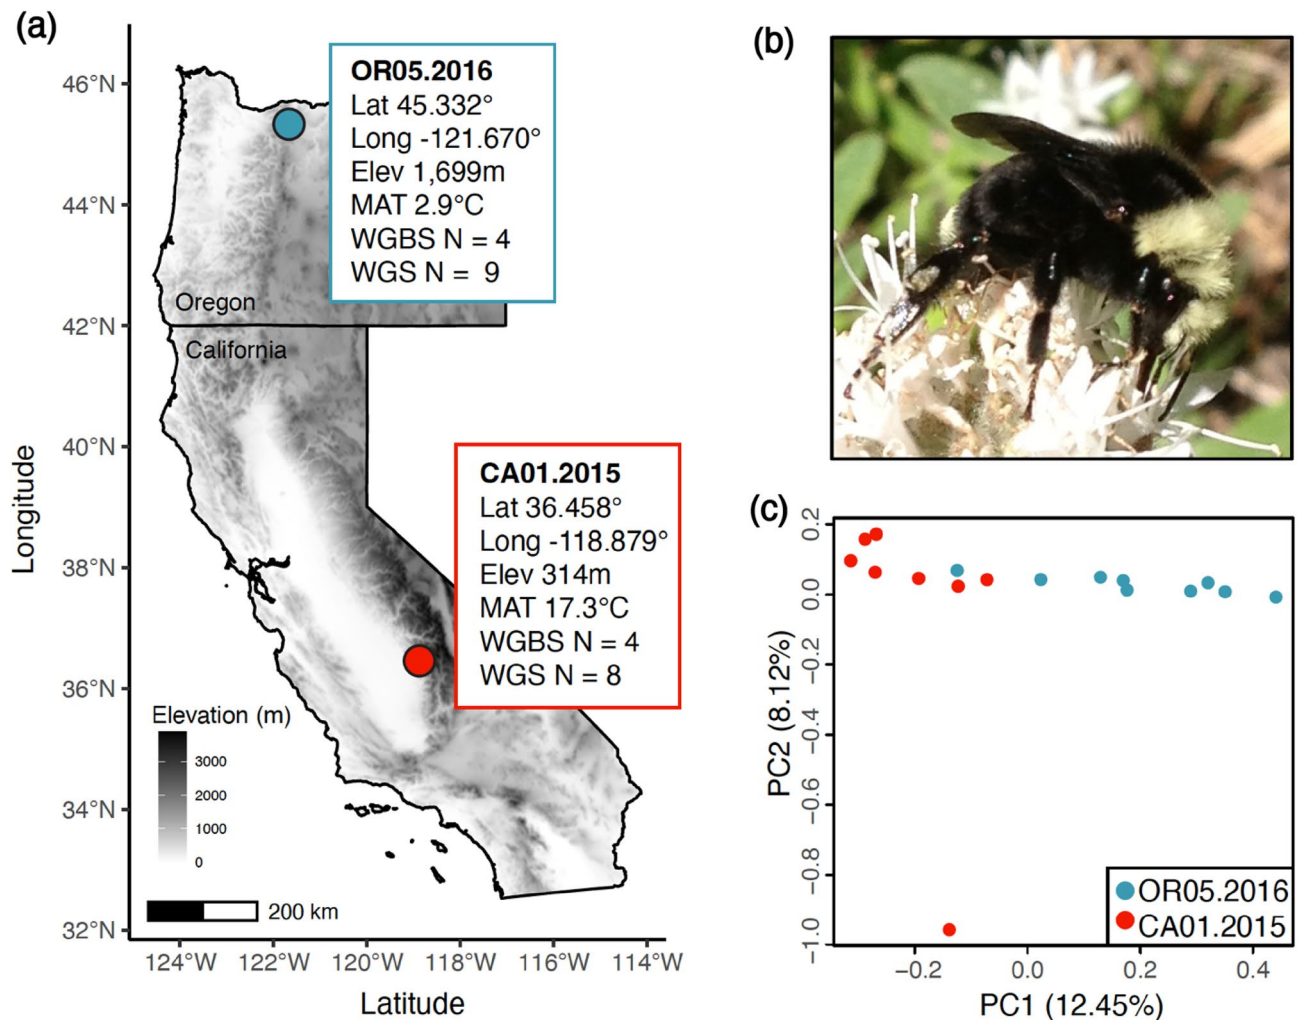 (a)
46°N
44°N
42°N
40°N
38°N
36°N
34°N
32°N
Longitude
124°W 122°W 120°W 118°W 116°W 114°W
Latitude
OR05.2016
Lat 45.332°
Long -121.670°
Elev 1,699m
MAT 2.9°C
WGBS N = 4
WGS N = 9
Oregon
California
CA01.2015
Lat 36.458°
Long -118.879°
Elev 314m
MAT 17.3°C
WGBS N = 4
WGS N = 8
Elevation (m)
3000
2000
1000
0
200 km
(b)
(c)
0.2
0.0
−0.2
−0.4
−0.6
−0.8
−1.0
PC2 (8.12%)
−0.2 0.0 0.2 0.4
PC1 (12.45%)
OR05.2016
CA01.2015